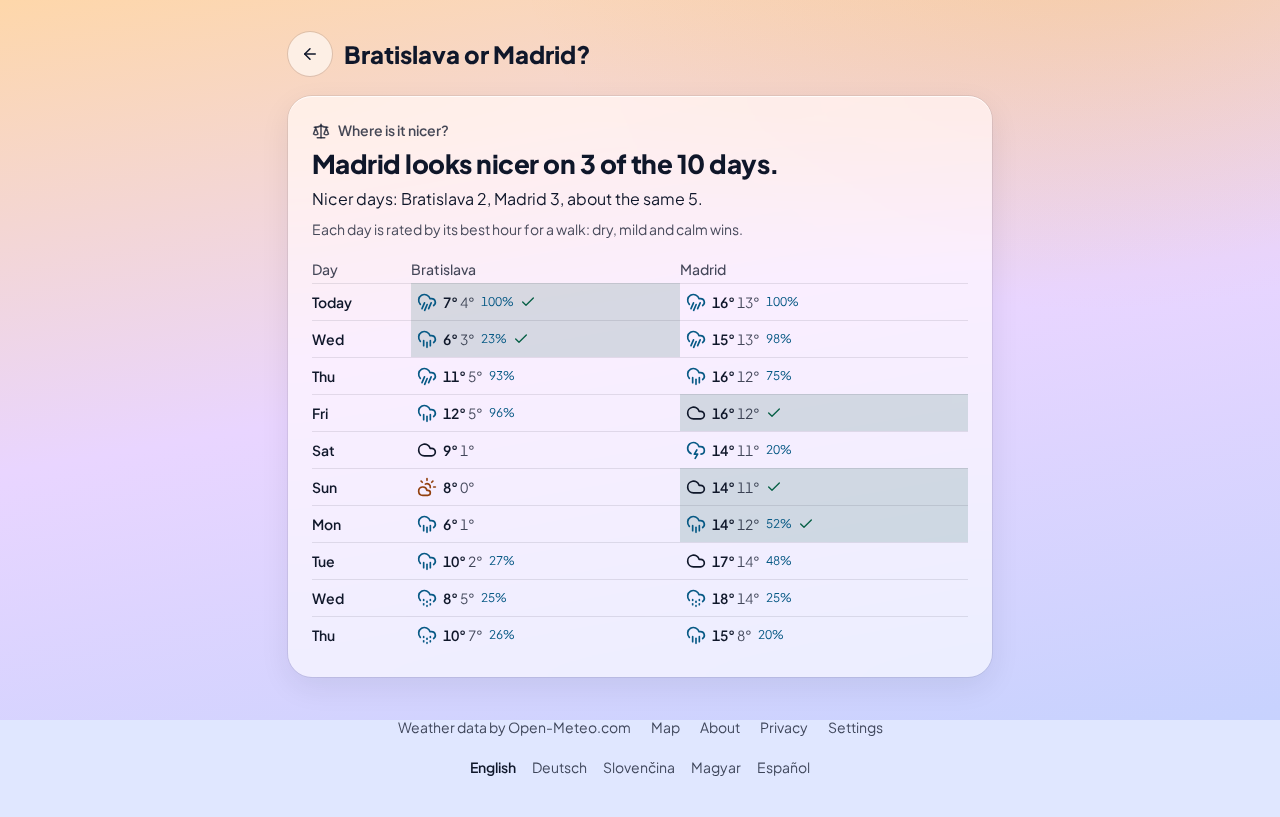 Bratislava or Madrid?
Where is it nicer?
Madrid looks nicer on 3 of the 10 days.
Nicer days: Bratislava 2, Madrid 3, about the same 5.
Each day is rated by its best hour for a walk: dry, mild and calm wins.
Day Bratislava Madrid
Today 7° 4° 100% 16° 13° 100%
Wed 6° 3° 23% 15° 13° 98%
Thu 11° 5° 93% 16° 12° 75%
Fri 12° 5° 96% 16° 12°
Sat 9° 1° 14° 11° 20%
Sun 8° 0° 14° 11°
Mon 6° 1° 14° 12° 52%
Tue 10° 2° 27% 17° 14° 48%
Wed 8° 5° 25% 18° 14° 25%
Thu 10° 7° 26% 15° 8° 20%
Weather data by Open-Meteo.com Map About Privacy Settings
English Deutsch Slovenčina Magyar Español